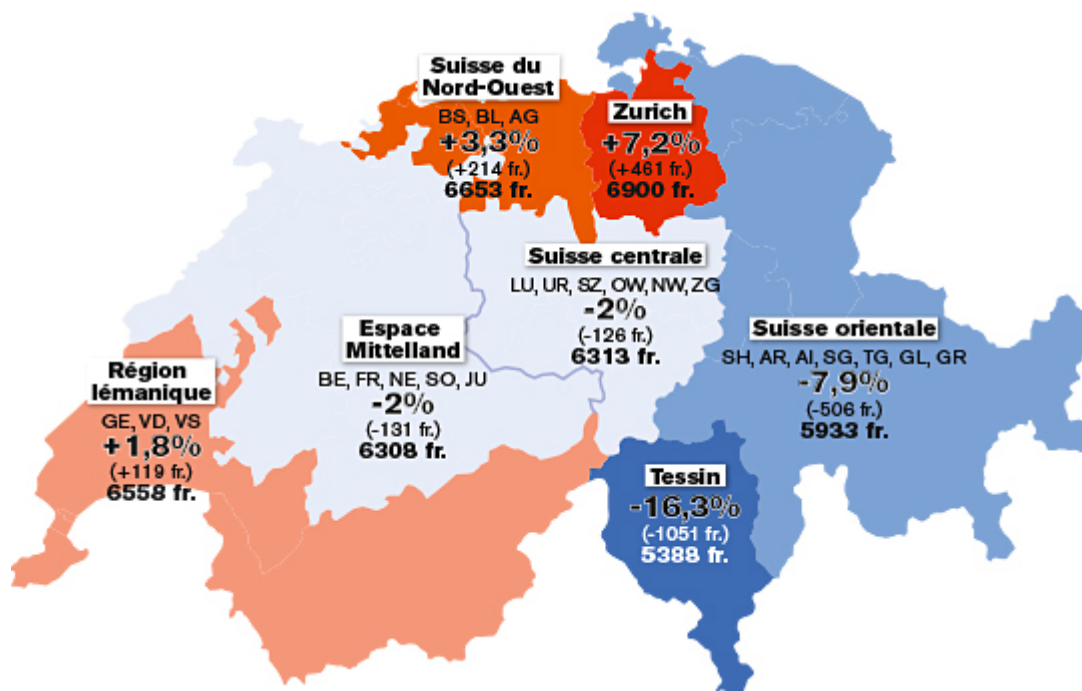 Suisse du
Nord-Ouest
BS, BL, AG
+3,3%
(+214 fr.)
6653 fr.
Zurich
+7,2%
(+461 fr.)
6900 fr.
Suisse centrale
LU, UR, SZ, OW, NW, ZG
-2%
(-126 fr.)
6313 fr.
Espace
Mittelland
BE, FR, NE, SO, JU
-2%
(-131 fr.)
6308 fr.
Suisse orientale
SH, AR, AI, SG, TG, GL, GR
-7,9%
(-506 fr.)
5933 fr.
Région
lémanique
GE, VD, VS
+1,8%
(+119 fr.)
6558 fr.
Tessin
-16,3%
(-1051 fr.)
5388 fr.